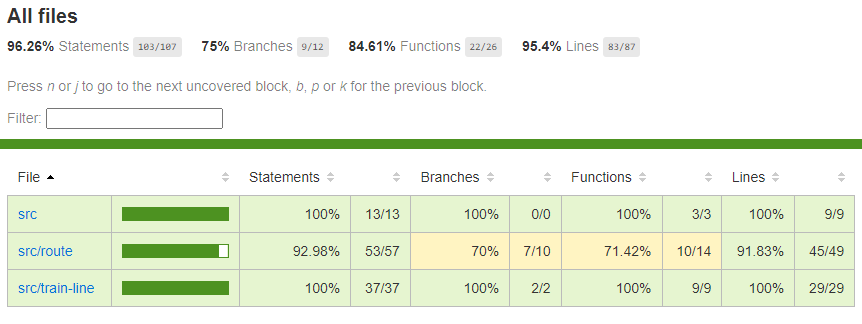 All files
96.26% Statements 103/107 75% Branches 9/12 84.61% Functions 22/26 95.4% Lines 83/87
Press n or j to go to the next uncovered block, b, p or k for the previous block.
Filter:
File Statements Branches Functions Lines
src 100% 13/13 100% 0/0 100% 3/3 100% 9/9
src/route 92.98% 53/57 70% 7/10 71.42% 10/14 91.83% 45/49
src/train-line 100% 37/37 100% 2/2 100% 9/9 100% 29/29